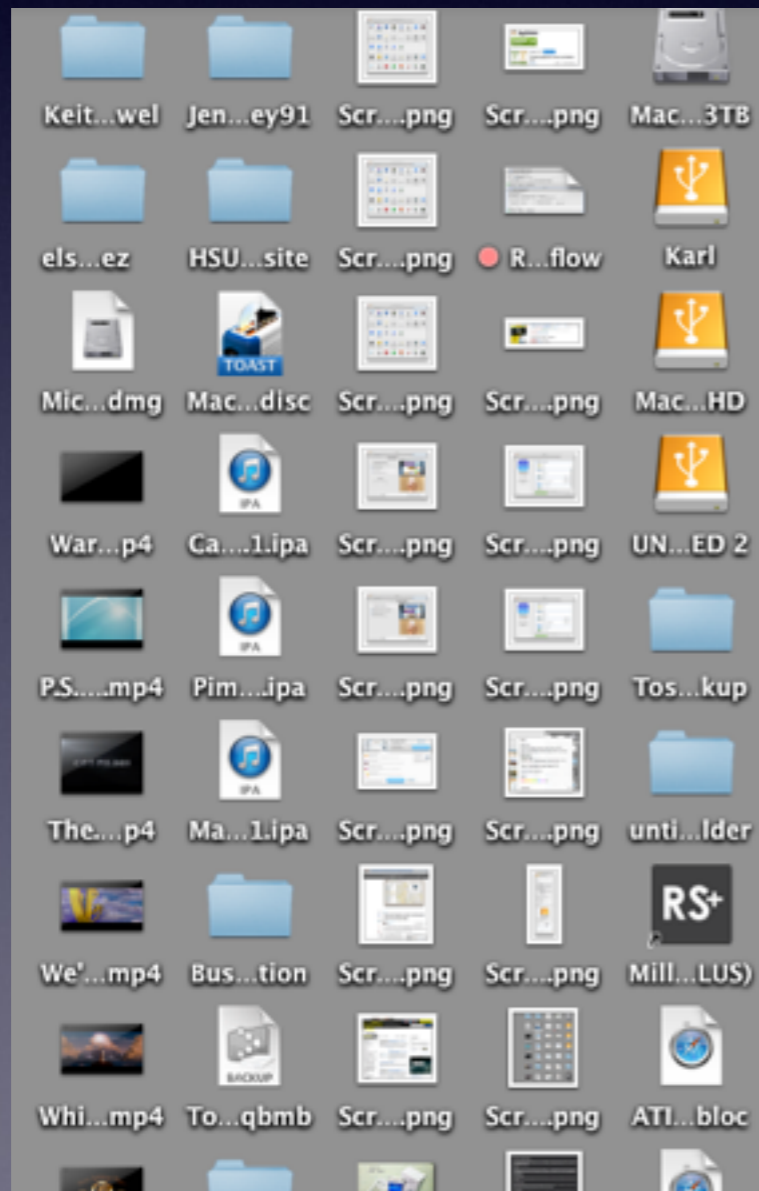 Keit...wel Jen...ey91 Scr....png Scr....png Mac...3TB
els...ez HSU...site Scr....png R...flow Karl
TOAST
Mic...dmg Mac...disc Scr....png Scr....png Mac...HD
IPA
War...p4 Ca....1.ipa Scr....png Scr....png UN...ED 2
IPA
P.S.....mp4 Pim....ipa Scr....png Scr....png Tos...kup
IPA
The....p4 Ma...1.ipa Scr....png Scr....png unti...lder
RS+
We'...mp4 Bus...tion Scr....png Scr....png Mill...LUS)
BACKUP
Whi...mp4 To...qbmb Scr....png Scr....png ATI...bloc